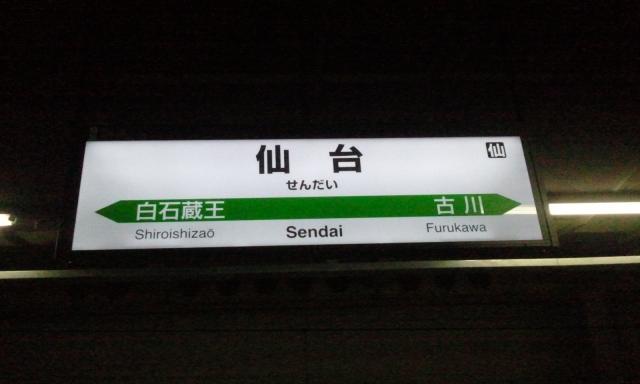 仙台
仙
せんだい
白石蔵王 古川
Shiroishizaō Sendai Furukawa